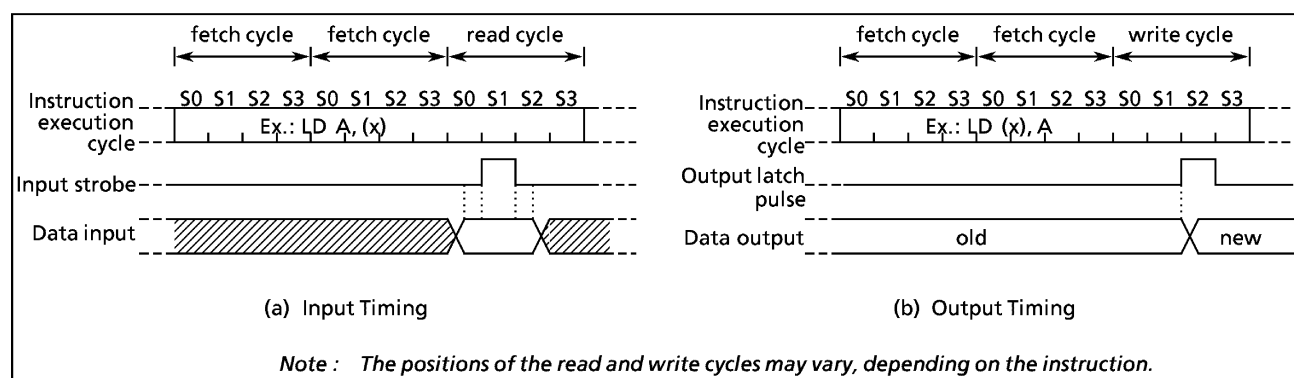 fetch cycle fetch cycle read cycle
S0 S1 S2 S3 S0 S1 S2 S3 S0 S1 S2 S3
Instruction
execution
cycle
Ex.: LD A, (x)
Input strobe
Data input
(a) Input Timing
fetch cycle fetch cycle write cycle
S0 S1 S2 S3 S0 S1 S2 S3 S0 S1 S2 S3
Instruction
execution
cycle
Ex.: LD (x), A
Output latch
pulse
Data output
old
new
(b) Output Timing
Note : The positions of the read and write cycles may vary, depending on the instruction.